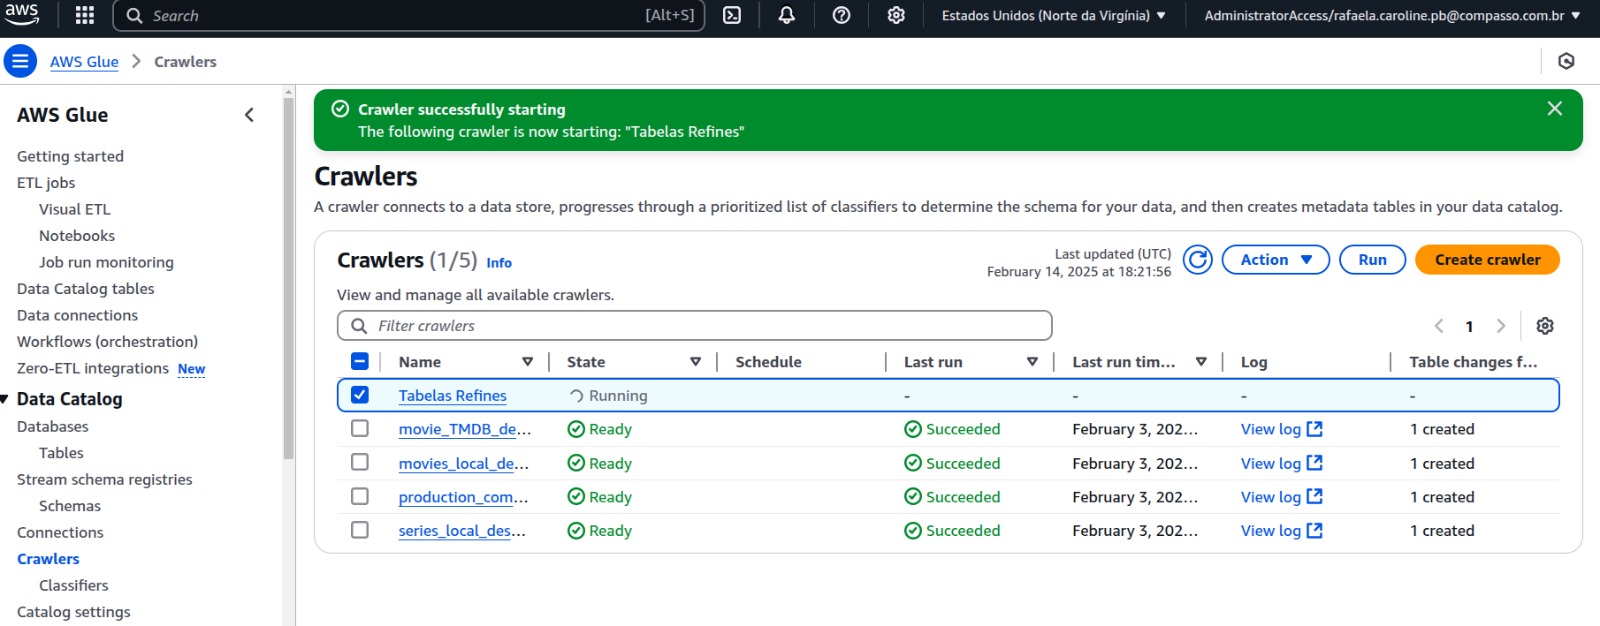 aws
Search
[Alt+S]
Estados Unidos (Norte da Virgínia)
AdministratorAccess/rafaela.caroline.pb@compasso.com.br
AWS Glue
Crawlers
AWS Glue
Getting started
ETL jobs
Visual ETL
Notebooks
Job run monitoring
Data Catalog tables
Data connections
Workflows (orchestration)
Zero-ETL integrations New
Data Catalog
Databases
Tables
Stream schema registries
Schemas
Connections
Crawlers
Classifiers
Catalog settings
Crawler successfully starting
The following crawler is now starting: "Tabelas Refines"
Crawlers
A crawler connects to a data store, progresses through a prioritized list of classifiers to determine the schema for your data, and then creates metadata tables in your data catalog.
Crawlers (1/5) Info
Last updated (UTC)
February 14, 2025 at 18:21:56
Action
Run
Create crawler
View and manage all available crawlers.
Filter crawlers
1
Name State Schedule Last run Last run tim... Log Table changes f...
Tabelas Refines Running - - - -
movie_TMDB_de... Ready Succeeded February 3, 202... View log 1 created
movies_local_de... Ready Succeeded February 3, 202... View log 1 created
production_com... Ready Succeeded February 3, 202... View log 1 created
series_local_des... Ready Succeeded February 3, 202... View log 1 created